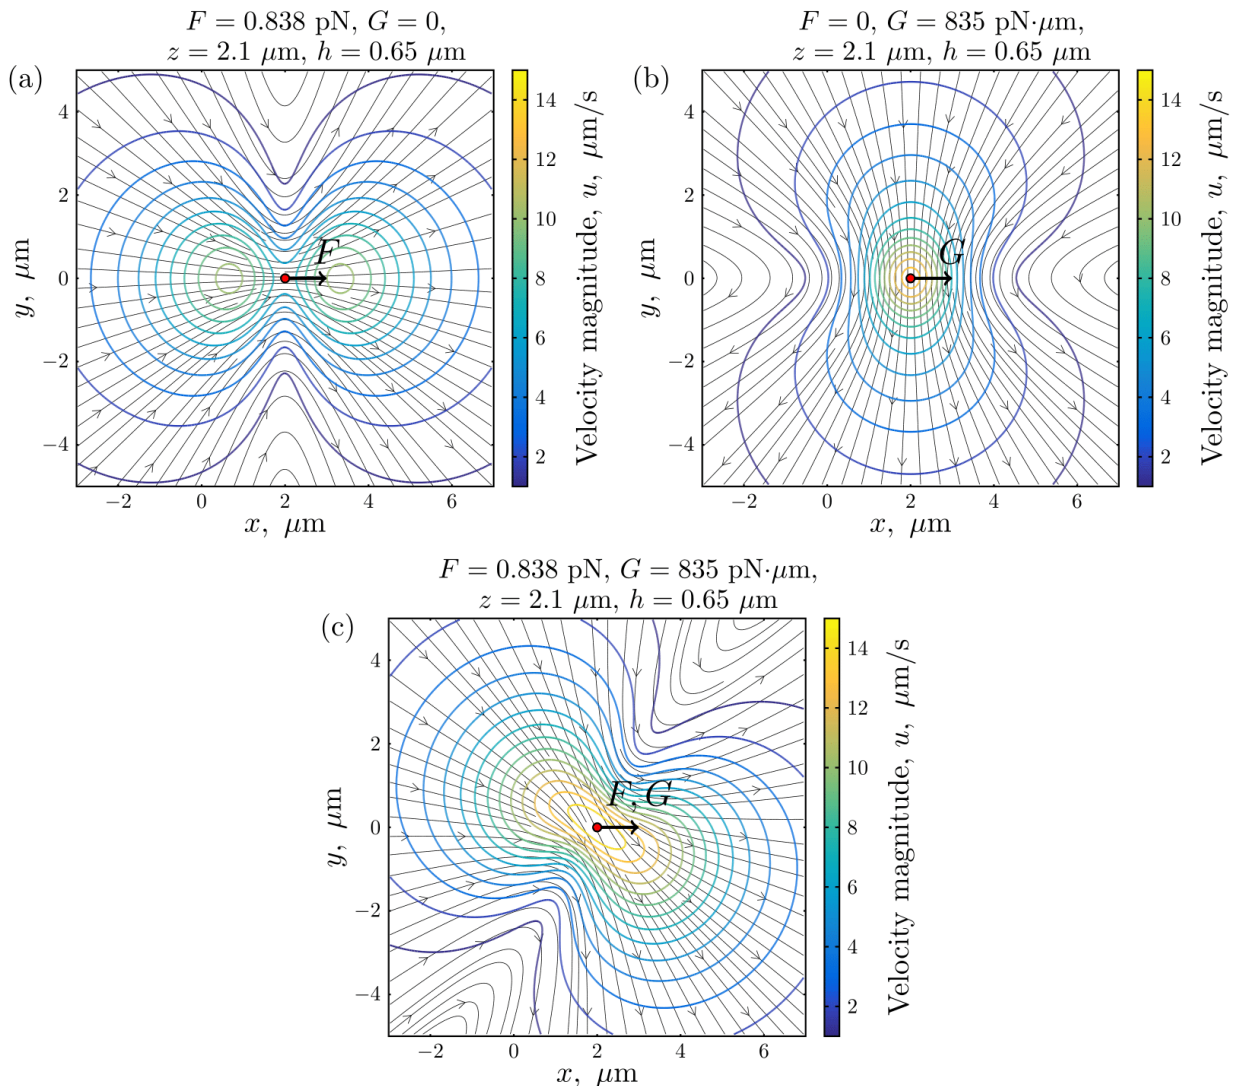 F = 0.838 pN, G = 0,
z = 2.1 μm, h = 0.65 μm
(a)
4
2
0
−2
−4
y, μm
−2 0 2 4 6
x, μm
F
14
12
10
8
6
4
2
Velocity magnitude, u, μm/s
F = 0, G = 835 pN·μm,
z = 2.1 μm, h = 0.65 μm
(b)
4
2
0
−2
−4
y, μm
−2 0 2 4 6
x, μm
G
14
12
10
8
6
4
2
Velocity magnitude, u, μm/s
F = 0.838 pN, G = 835 pN·μm,
z = 2.1 μm, h = 0.65 μm
(c)
4
2
0
−2
−4
y, μm
−2 0 2 4 6
x, μm
F, G
14
12
10
8
6
4
2
Velocity magnitude, u, μm/s